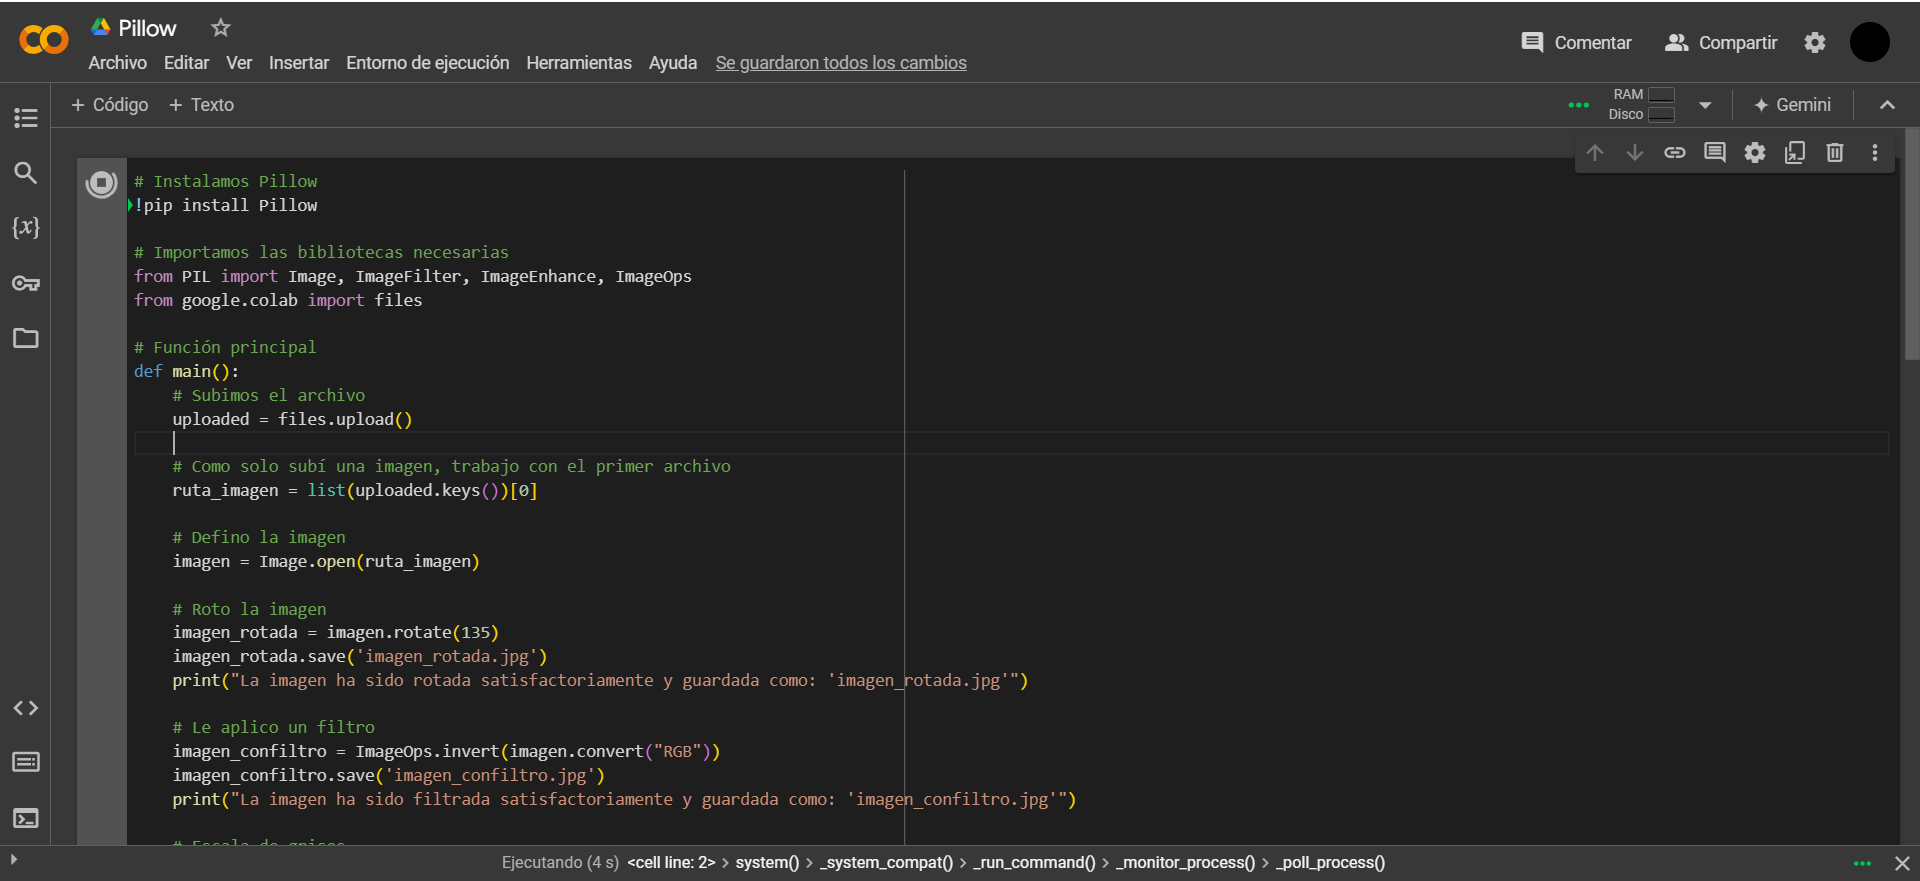 Pillow
Comentar
Compartir
Archivo Editar Ver Insertar Entorno de ejecución Herramientas Ayuda Se guardaron todos los cambios
+ Código + Texto
RAM
Disco
Gemini
# Instalamos Pillow
!pip install Pillow
# Importamos las bibliotecas necesarias
from PIL import Image, ImageFilter, ImageEnhance, ImageOps
from google.colab import files
# Función principal
def main():
# Subimos el archivo
uploaded = files.upload()
# Como solo subí una imagen, trabajo con el primer archivo
ruta_imagen = list(uploaded.keys())[0]
# Defino la imagen
imagen = Image.open(ruta_imagen)
# Roto la imagen
imagen_rotada = imagen.rotate(135)
imagen_rotada.save('imagen_rotada.jpg')
print("La imagen ha sido rotada satisfactoriamente y guardada como: 'imagen_rotada.jpg'")
# Le aplico un filtro
imagen_confiltro = ImageOps.invert(imagen.convert("RGB"))
imagen_confiltro.save('imagen_confiltro.jpg')
print("La imagen ha sido filtrada satisfactoriamente y guardada como: 'imagen_confiltro.jpg'")
# Escala de grises
Ejecutando (4 s) <cell line: 2> > system() > _system_compat() > _run_command() > _monitor_process() > _poll_process()